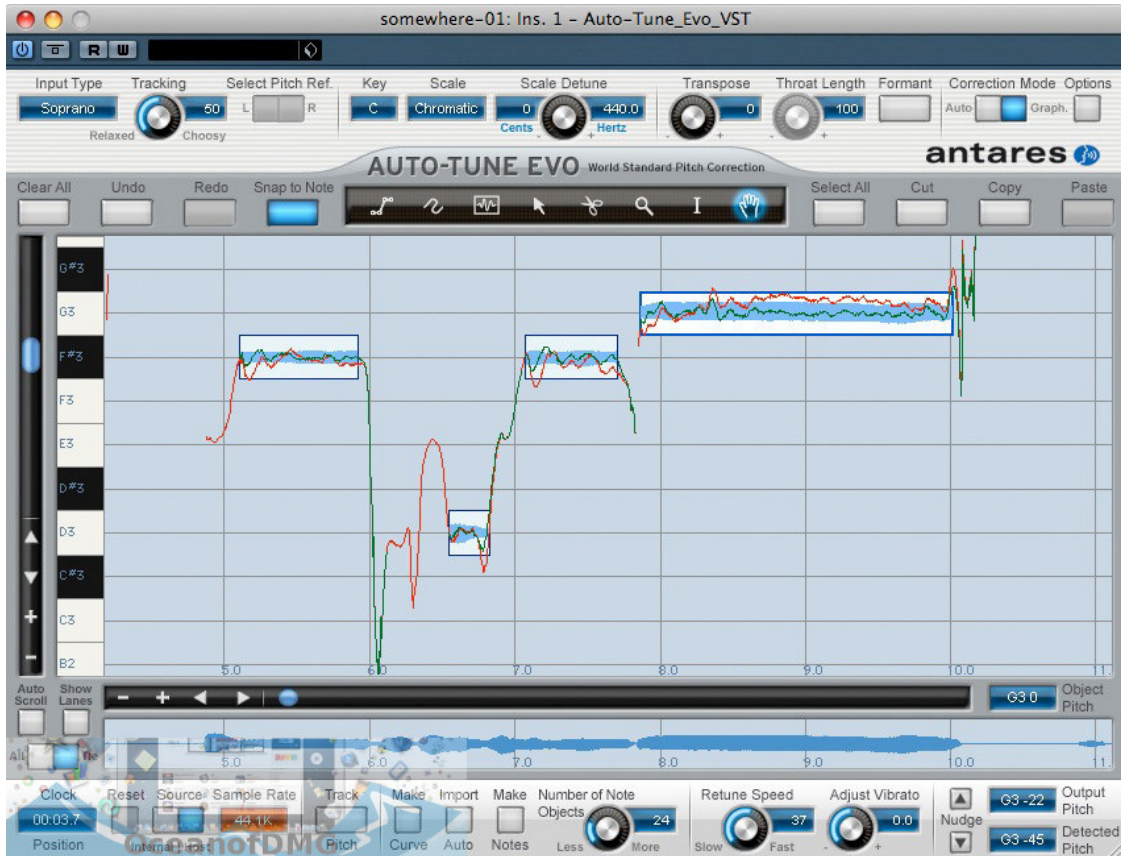 somewhere-01: Ins. 1 - Auto-Tune_Evo_VST
R W
Input Type Tracking Select Pitch Ref. Key Scale Scale Detune Transpose Throat Length Formant Correction Mode Options
Soprano 50 L R C Chromatic 0 440.0 0 100 Auto Graph.
Relaxed Choosy Cents - + Hertz - + - +
antares
AUTO-TUNE EVO World Standard Pitch Correction
Clear All Undo Redo Snap to Note Select All Cut Copy Paste
G#3
G3
F#3
F3
E3
D#3
D3
C#3
C3
B2
5.0 6.0 7.0 8.0 9.0 10.0 11.
Auto Scroll
Show Lanes
G3 0 Object Pitch
All
5.0 6.0 7.0 8.0 9.0 10.0 11.
Clock Reset Source Sample Rate Track Make Import Make Number of Note Objects Retune Speed Adjust Vibrato
00:03.7 44.1K 24 37 0.0 Nudge
Position Internal Host Pitch Curve Auto Notes Less More Slow Fast - +
G3 -22 Output Pitch
G3 -45 Detected Pitch